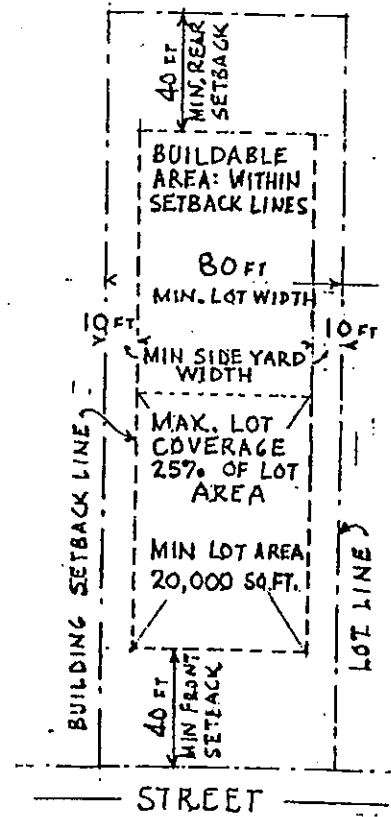 40 FT
MIN. REAR
SETBACK
BUILDABLE
AREA: WITHIN
SETBACK LINES
80 FT
MIN. LOT WIDTH
10 FT
10 FT
MIN SIDE YARD
WIDTH
MAX. LOT
COVERAGE
25% OF LOT
AREA
MIN LOT AREA
20,000 SQ.FT.
BUILDING SETBACK LINE
LOT LINE
40 FT
MIN FRONT
SETBACK
STREET